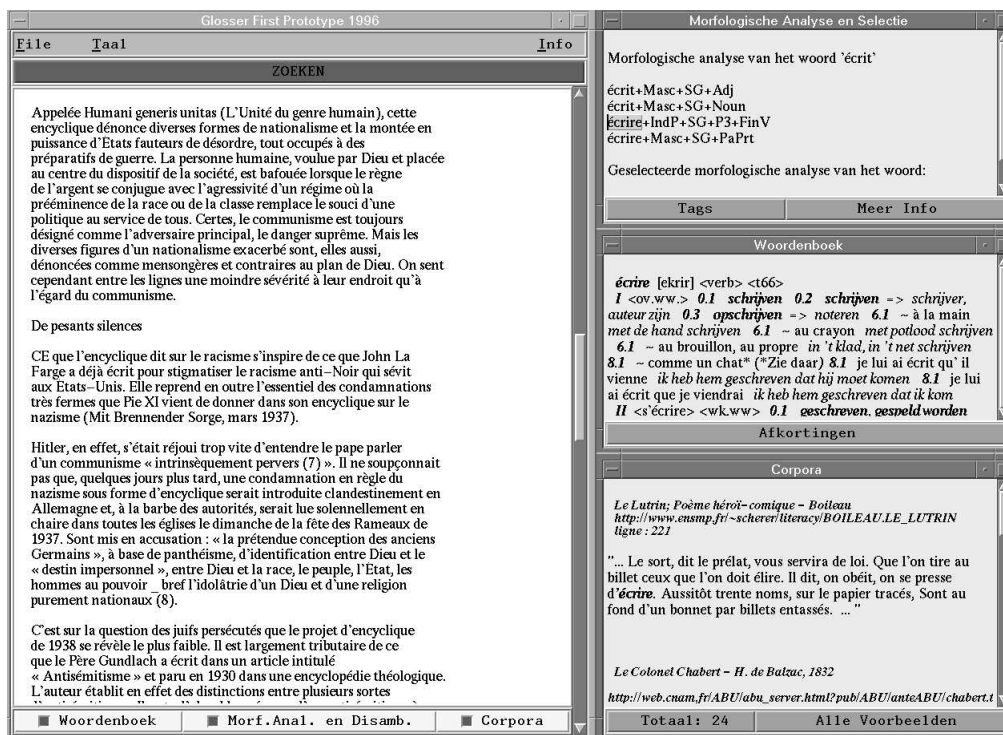 Glosser First Prototype 1996
File Taal Info
ZOEKEN
Appelée Humani generis unitas (L'Unité du genre humain), cette
encyclique dénonce diverses formes de nationalisme et la montée en
puissance d'Etats fauteurs de désordre, tout occupés à des
préparatifs de guerre. La personne humaine, voulue par Dieu et placée
au centre du dispositif de la société, est bafouée lorsque le règne
de l'argent se conjugue avec l'agressivité d'un régime où la
prééminence de la race ou de la classe remplace le souci d'une
politique au service de tous. Certes, le communisme est toujours
désigné comme l'adversaire principal, le danger suprême. Mais les
diverses figures d'un nationalisme exacerbé sont, elles aussi,
dénoncées comme mensongères et contraires au plan de Dieu. On sent
cependant entre les lignes une moindre sévérité à leur endroit qu'à
l'égard du communisme.
De pesants silences
CE que l'encyclique dit sur le racisme s'inspire de ce que John La
Farge a déjà écrit pour stigmatiser le racisme anti-Noir qui sévit
aux Etats-Unis. Elle reprend en outre l'essentiel des condamnations
très fermes que Pie XI vient de donner dans son encyclique sur le
nazisme (Mit Brennender Sorge, mars 1937).
Hitler, en effet, s'était réjoui trop vite d'entendre le pape parler
d'un communisme « intrinsèquement pervers (7) ». Il ne soupçonnait
pas que, quelques jours plus tard, une condamnation en règle du
nazisme sous forme d'encyclique serait introduite clandestinement en
Allemagne et, à la barbe des autorités, serait lue solennellement en
chaire dans toutes les églises le dimanche de la fête des Rameaux de
1937. Sont mis en accusation : « la prétendue conception des anciens
Germains », à base de panthéisme, d'identification entre Dieu et le
« destin impersonnel », entre Dieu et la race, le peuple, l'Etat, les
hommes au pouvoir _ bref l'idolâtrie d'un Dieu et d'une religion
purement nationaux (8).
C'est sur la question des juifs persécutés que le projet d'encyclique
de 1938 se révèle le plus faible. Il est largement tributaire de ce
que le Père Gundlach a écrit dans un article intitulé
« Antisémitisme » et paru en 1930 dans une encyclopédie théologique.
L'auteur établit en effet des distinctions entre plusieurs sortes
Woordenboek Morf.Anal. en Disamb. Corpora
Morfologische Analyse en Selectie
Morfologische analyse van het woord 'écrit'
écrit+Masc+SG+Adj
écrit+Masc+SG+Noun
écrire+IndP+SG+P3+FinV
écrire+Masc+SG+PaPrt
Geselecteerde morfologische analyse van het woord:
Tags Meer Info
Woordenboek
écrire [ekrir] <verb> <t66>
I <ov.ww.> 0.1 schrijven 0.2 schrijven => schrijver,
auteur zijn 0.3 opschrijven => noteren 6.1 ~ à la main
met de hand schrijven 6.1 ~ au crayon met potlood schrijven
6.1 ~ au brouillon, au propre in 't klad, in 't net schrijven
8.1 ~ comme un chat* (*Zie daar) 8.1 je lui ai écrit qu' il
vienne ik heb hem geschreven dat hij moet komen 8.1 je lui
ai écrit que je viendrai ik heb hem geschreven dat ik kom
II <s'écrire> <wk.ww> 0.1 geschreven, gespeld worden
Afkortingen
Corpora
Le Lutrin; Poème héroï-comique - Boileau
http://www.ensmp.fr/~scherer/literacy/BOILEAU.LE_LUTRIN
ligne : 221
"... Le sort, dit le prélat, vous servira de loi. Que l'on tire au
billet ceux que l'on doit élire. Il dit, on obéit, on se presse
d'écrire. Aussitôt trente noms, sur le papier tracés, Sont au
fond d'un bonnet par billets entassés. ... "
Le Colonel Chabert - H. de Balzac, 1832
http://web.cnam.fr/ABU/abu_server.html?pub/ABU/anteABU/chabert.t
Totaal: 24 Alle Voorbeelden